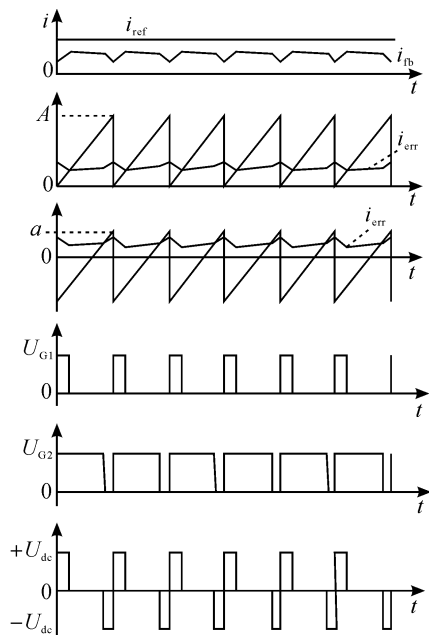 i
i_ref
i_fb
0
t
A
i_err
0
t
a
i_err
0
t
U_G1
0
t
U_G2
0
t
+U_dc
0
t
−U_dc